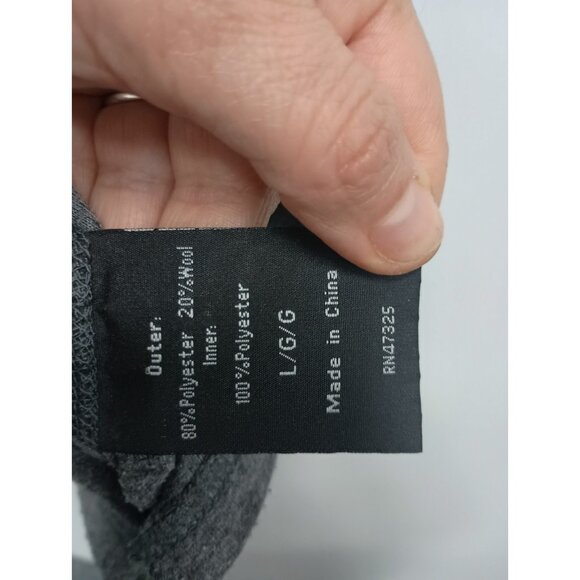 Outer:
80%Polyester 20%Wool
Inner:
100%Polyester
L/G/G
Made in China
RN47325